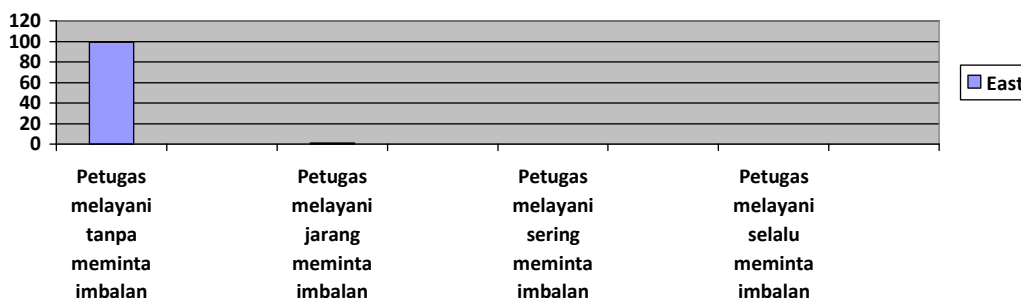 120
100
80
60
40
20
0
East
Petugas melayani tanpa meminta imbalan
Petugas melayani jarang meminta imbalan
Petugas melayani sering meminta imbalan
Petugas melayani selalu meminta imbalan